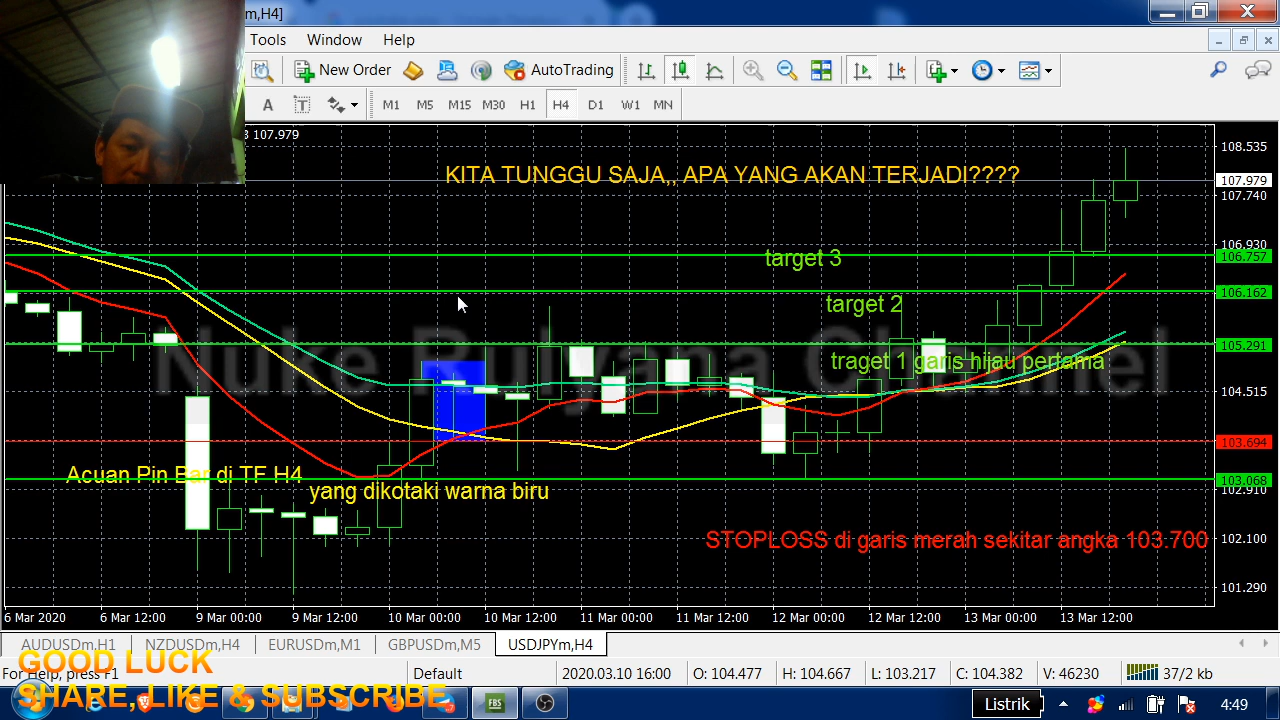 m,H4]
Tools Window Help
New Order AutoTrading
A T M1 M5 M15 M30 H1 H4 D1 W1 MN
3 107.979
108.535
KITA TUNGGU SAJA,, APA YANG AKAN TERJADI????
107.979
107.740
106.930
target 3
106.757
106.162
target 2
105.291
Nuke Rulyana Channel
traget 1 garis hijau pertama
104.515
103.694
Acuan Pin Bar di TF H4
103.068
yang dikotaki warna biru
102.910
STOPLOSS di garis merah sekitar angka 103.700
102.100
101.290
6 Mar 2020 6 Mar 12:00 9 Mar 00:00 9 Mar 12:00 10 Mar 00:00 10 Mar 12:00 11 Mar 00:00 11 Mar 12:00 12 Mar 00:00 12 Mar 12:00 13 Mar 00:00 13 Mar 12:00
AUDUSDm,H1 NZDUSDm,H4 EURUSDm,M1 GBPUSDm,M5 USDJPYm,H4
GOOD LUCK
For Help, press F1 Default 2020.03.10 16:00 O: 104.477 H: 104.667 L: 103.217 C: 104.382 V: 46230 37/2 kb
SHARE, LIKE & SUBSCRIBE
FBS Listrik 4:49